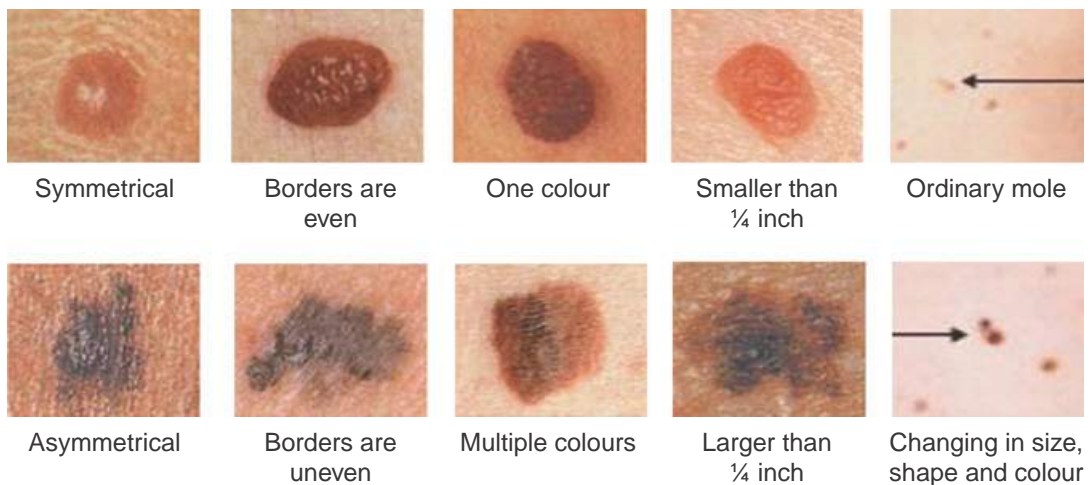 Symmetrical
Borders are
even
One colour
Smaller than
¼ inch
Ordinary mole
Asymmetrical
Borders are
uneven
Multiple colours
Larger than
¼ inch
Changing in size,
shape and colour